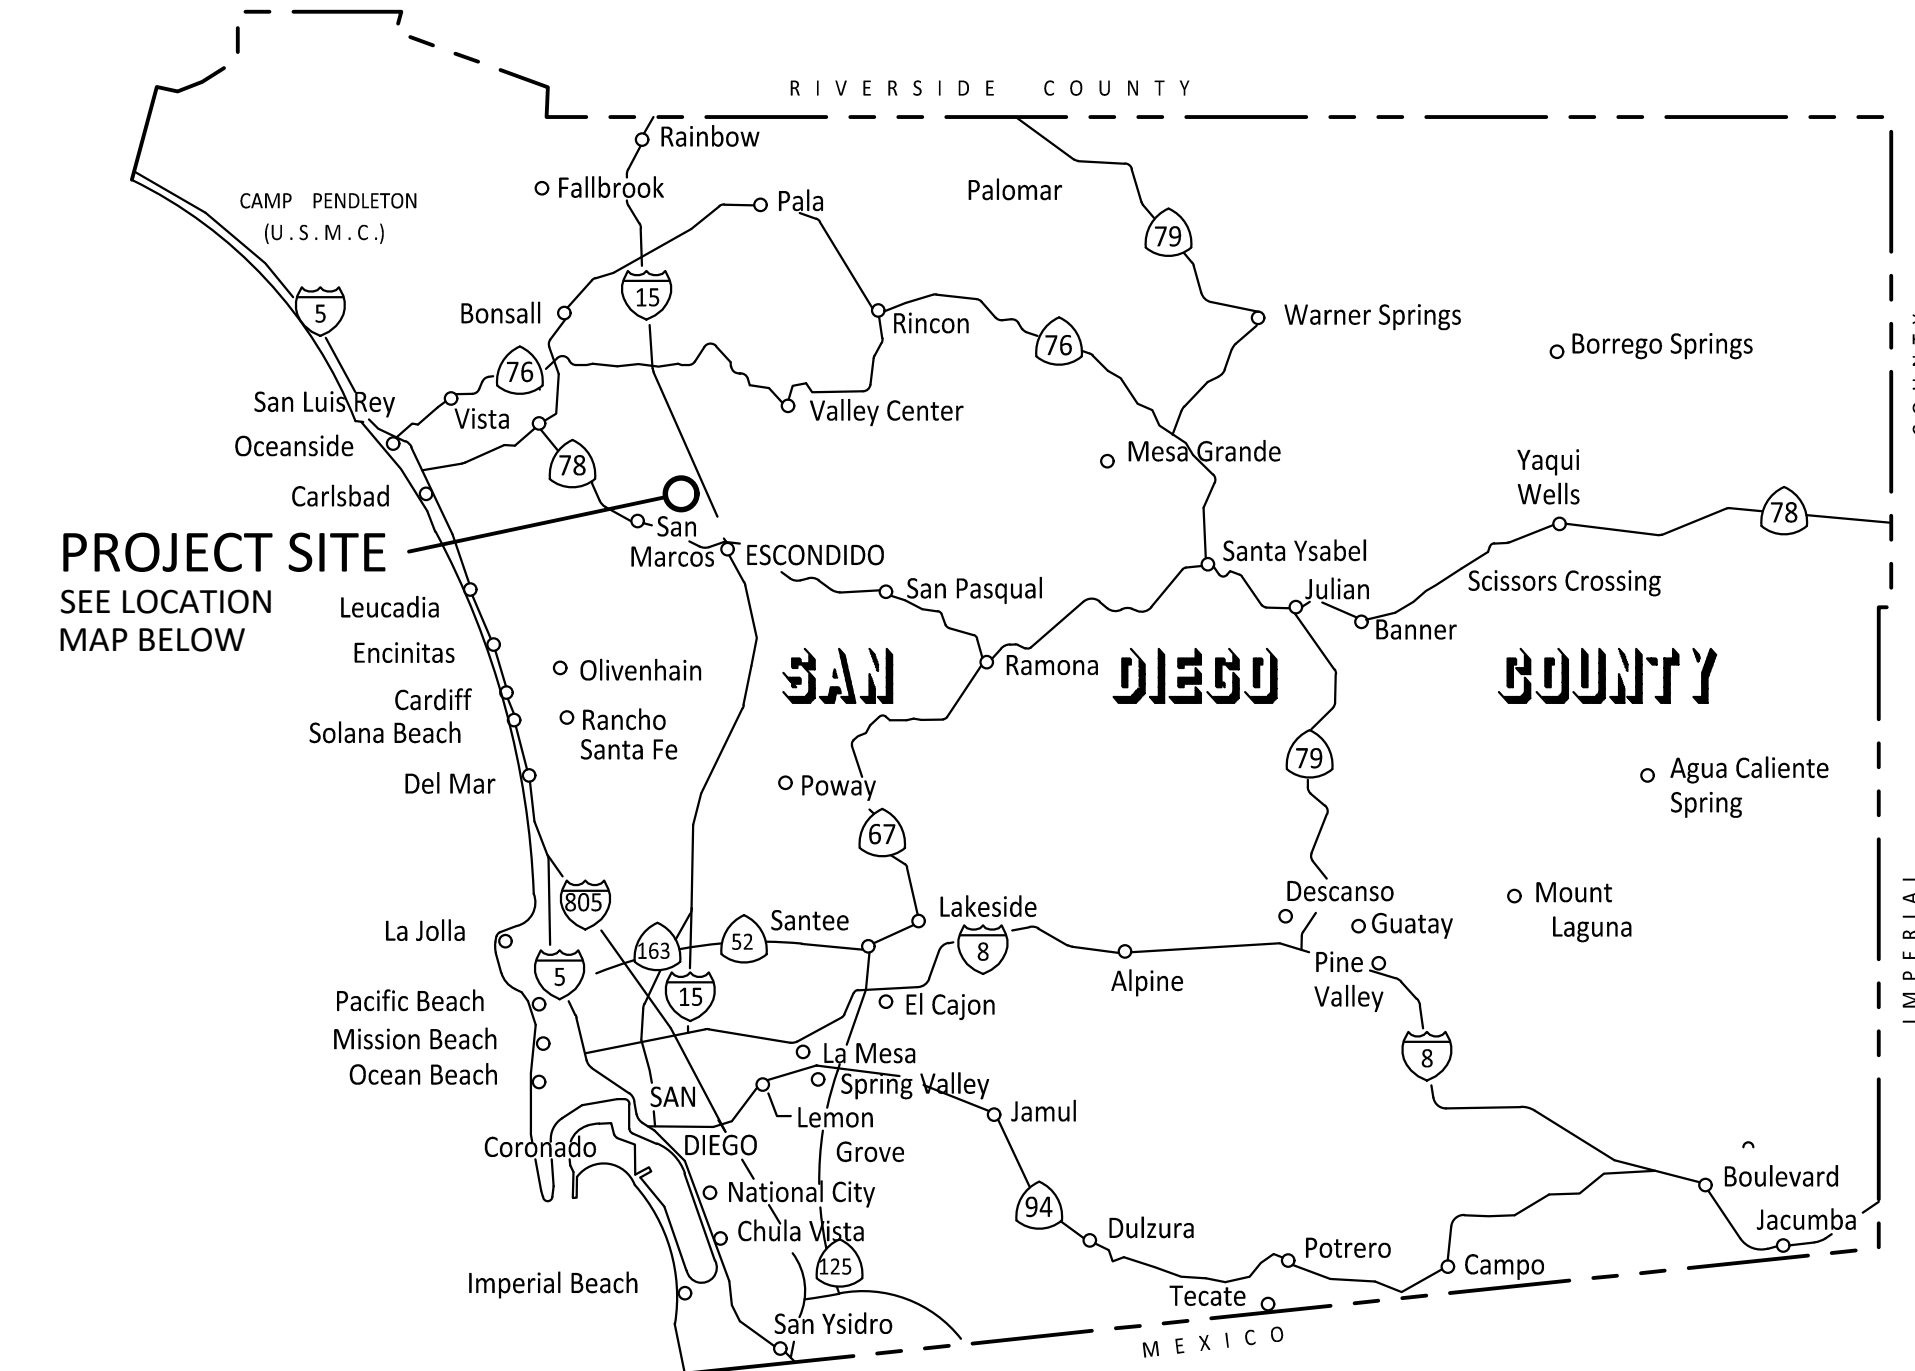 RIVERSIDE COUNTY
Rainbow
Fallbrook
CAMP PENDLETON
(U.S.M.C.)
Pala
Palomar
79
5
15
Bonsall
Rincon
Warner Springs
76
76
Borrego Springs
COUNTY
San Luis Rey
Vista
Valley Center
Oceanside
78
Mesa Grande
Yaqui
Wells
Carlsbad
78
San
Marcos
PROJECT SITE
SEE LOCATION
MAP BELOW
ESCONDIDO
Santa Ysabel
San Pasqual
Julian
Scissors Crossing
Banner
Leucadia
Encinitas
Olivenhain
Ramona
SAN DIEGO COUNTY
Cardiff
Rancho
Santa Fe
Solana Beach
Del Mar
Poway
79
Agua Caliente
Spring
67
805
Descanso
Mount
Laguna
Lakeside
Santee
Guatay
La Jolla
163
52
8
5
15
Alpine
Pine
Valley
IMPERIAL
Pacific Beach
El Cajon
Mission Beach
La Mesa
8
Ocean Beach
Spring Valley
SAN
DIEGO
Lemon
Grove
Jamul
Coronado
National City
Boulevard
94
Chula Vista
Dulzura
Jacumba
125
Potrero
Campo
Imperial Beach
Tecate
San Ysidro
MEXICO